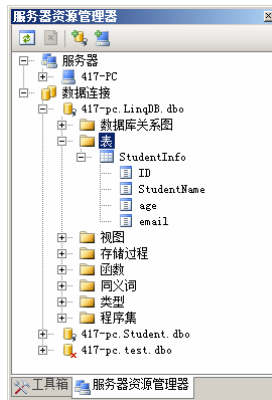 服务器资源管理器
服务器
417-PC
数据连接
417-pc.LinqDB.dbo
数据库关系图
表
StudentInfo
ID
StudentName
age
email
视图
存储过程
函数
同义词
类型
程序集
417-pc.Student.dbo
417-pc.test.dbo
工具箱 服务器资源管理器